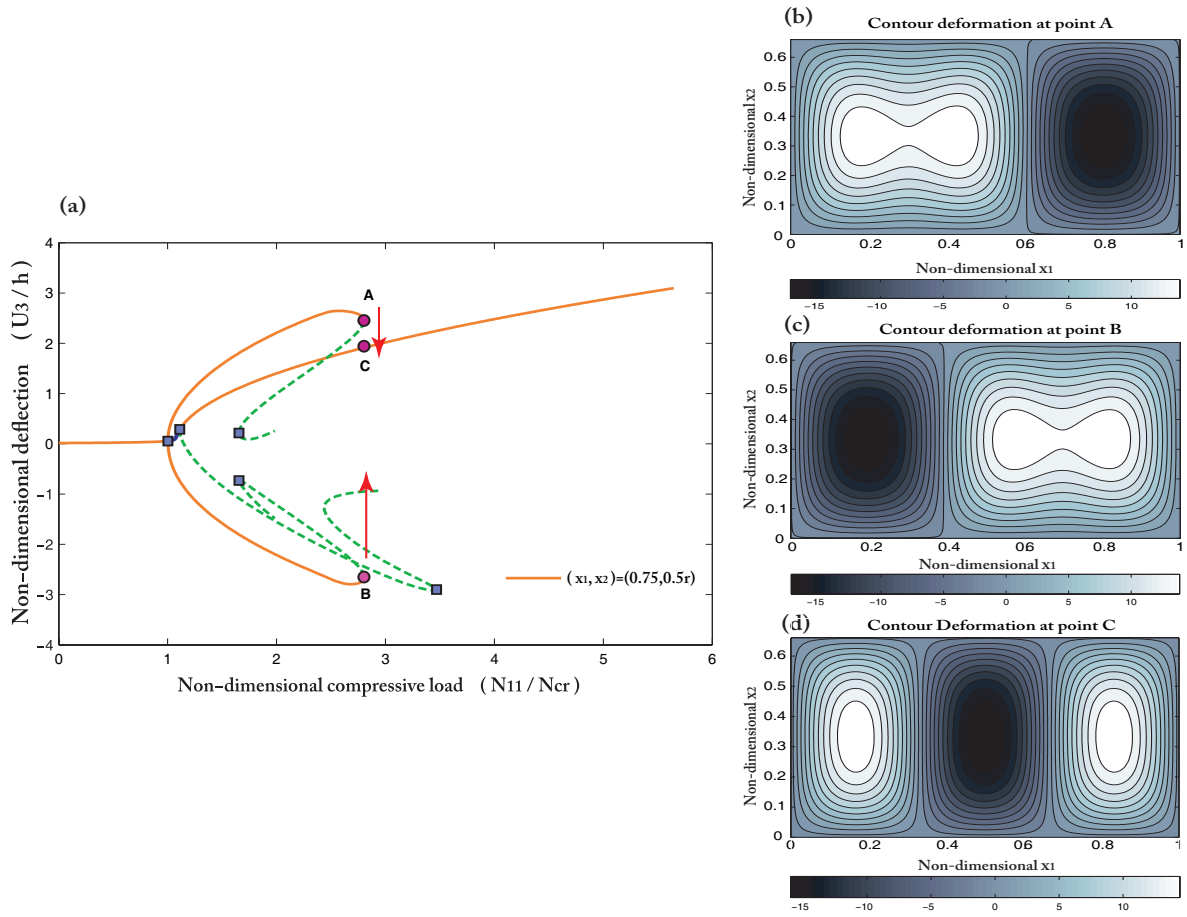 (a)
Non-dimensional deflection ( U3 / h )
4
3
2
1
0
−1
−2
−3
−4
A
C
B
( x1, x2 )=(0.75,0.5r)
0 1 2 3 4 5 6
Non-dimensional compressive load ( N11 / Ncr )
(b)
Contour deformation at point A
Non-dimensional x2
0.6
0.5
0.4
0.3
0.2
0.1
0
0 0.2 0.4 06 0.8 1
Non-dimensional x1
−15 −10 −5 0 5 10
(c)
Contour deformation at point B
Non-dimensional x2
0.6
0.5
0.4
0.3
0.2
0.1
0
0 0.2 0.4 0.6 0.8 1
Non-dimensional x1
−15 −10 −5 0 5 10
(d)
Contour Deformation at point C
Non-dimensional x2
0.6
0.5
0.4
0.3
0.2
0.1
0
0 0.2 0.4 0.6 0.8 1
Non-dimensional x1
−15 −10 −5 0 5 10